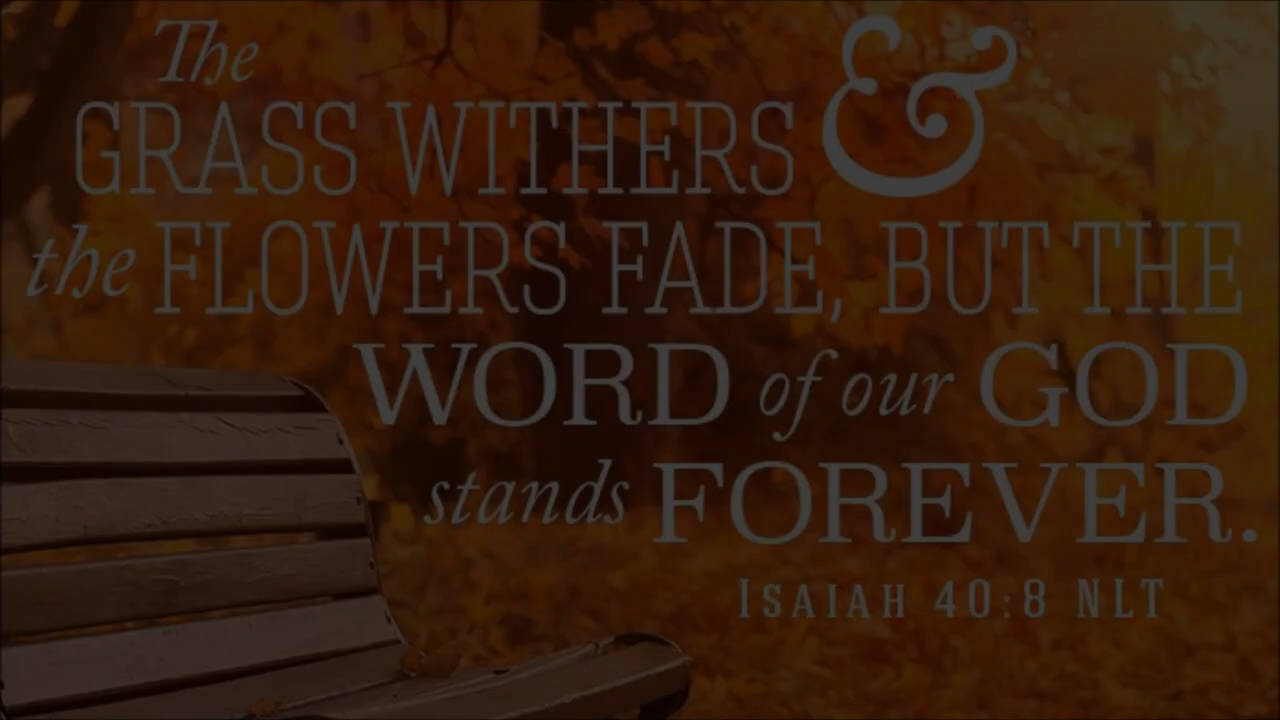 The
GRASS WITHERS &
the FLOWERS FADE, BUT THE
WORD of our GOD
stands FOREVER.
ISAIAH 40:8 NLT